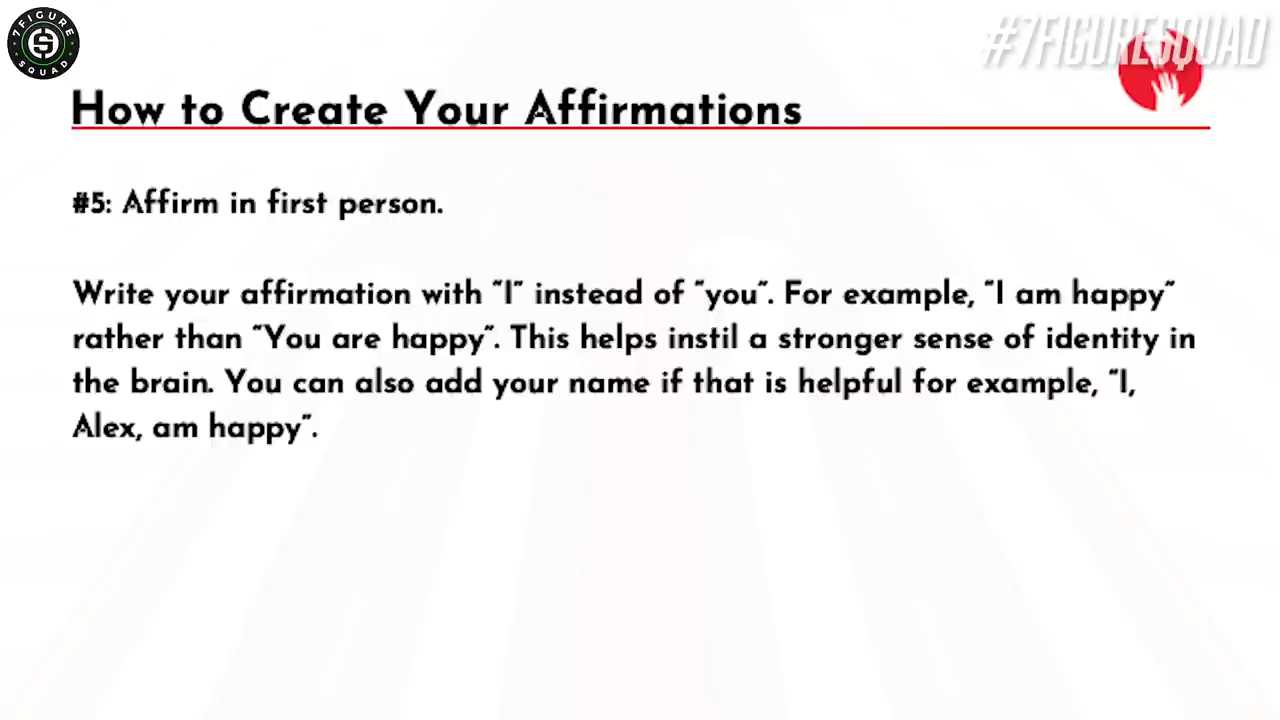 7FIGURE
SQUAD
#7FIGURESQUAD
How to Create Your Affirmations
#5: Affirm in first person.
Write your affirmation with “I” instead of “you”. For example, “I am happy”
rather than “You are happy”. This helps instil a stronger sense of identity in
the brain. You can also add your name if that is helpful for example, “I,
Alex, am happy”.